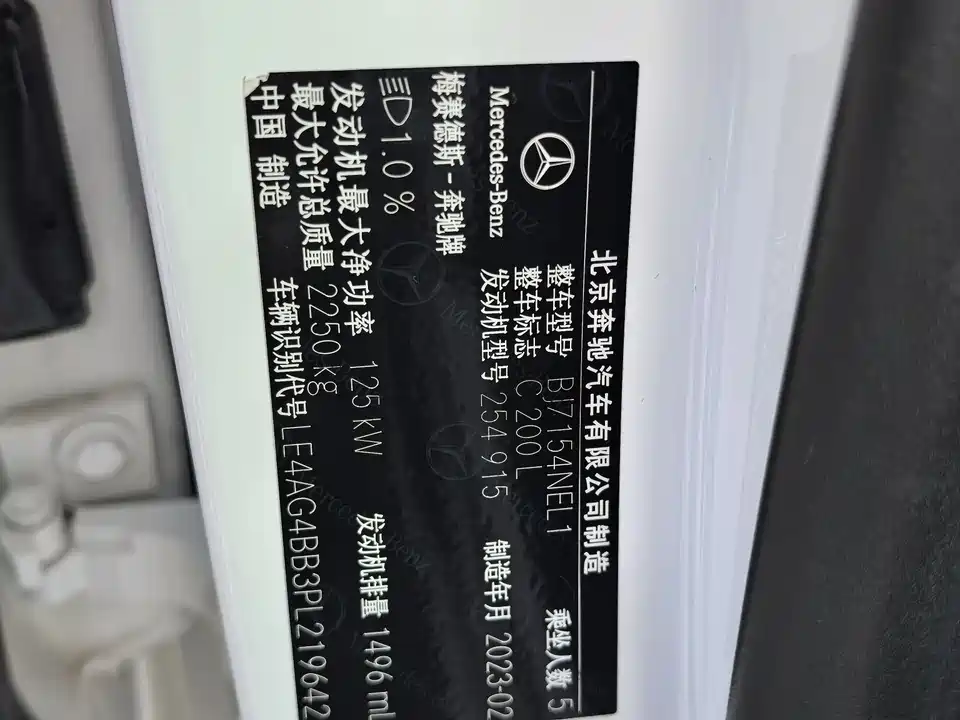 北京奔驰汽车有限公司制造
Mercedes-Benz
整车型号 BJ7154NEL1 乘坐人数 5
整车标志 C 200 L
发动机型号 254 915 制造年月 2023-02
梅赛德斯-奔驰牌
1.0 %
发动机最大净功率 125 kW 发动机排量 1496 ml
最大允许总质量 2250 kg
车辆识别代号 LE4AG4BB3PL219642
中国 制造